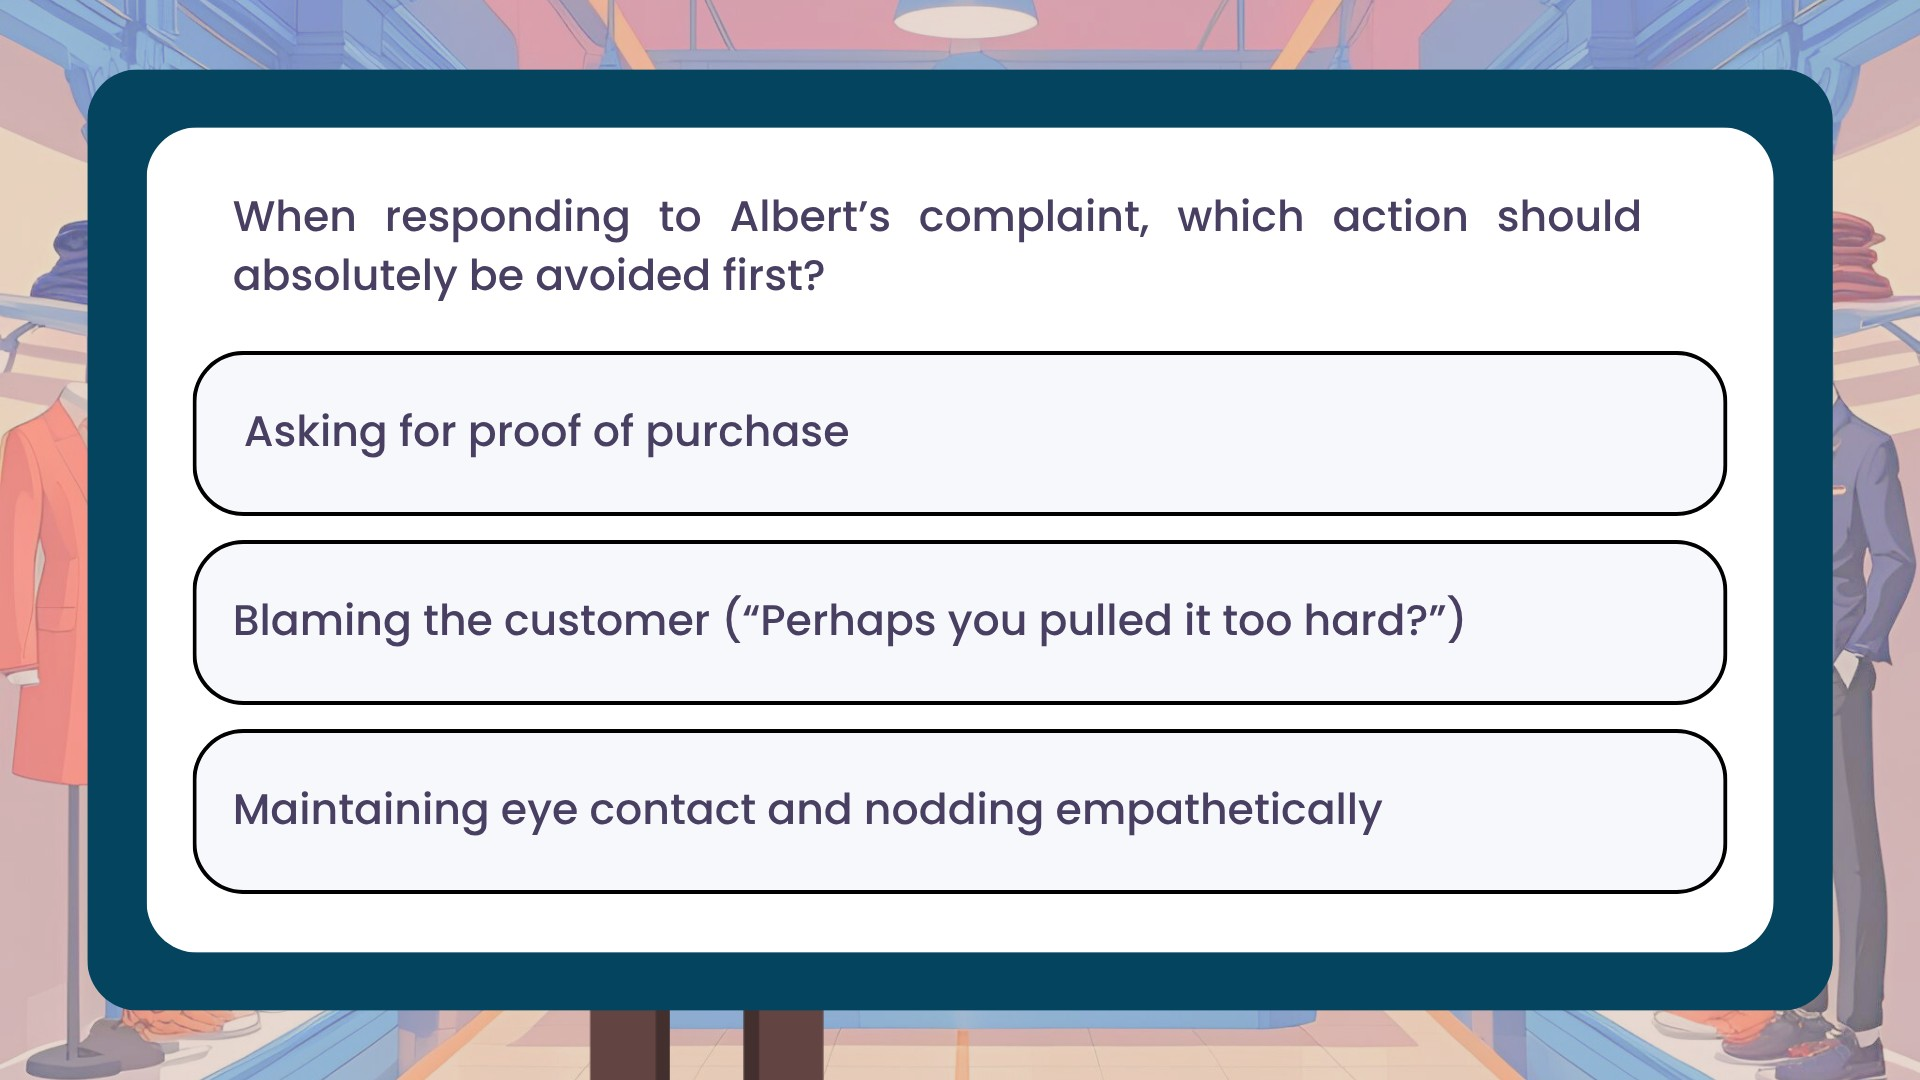 When responding to Albert’s complaint, which action should
absolutely be avoided first?
Asking for proof of purchase
Blaming the customer (“Perhaps you pulled it too hard?”)
Maintaining eye contact and nodding empathetically